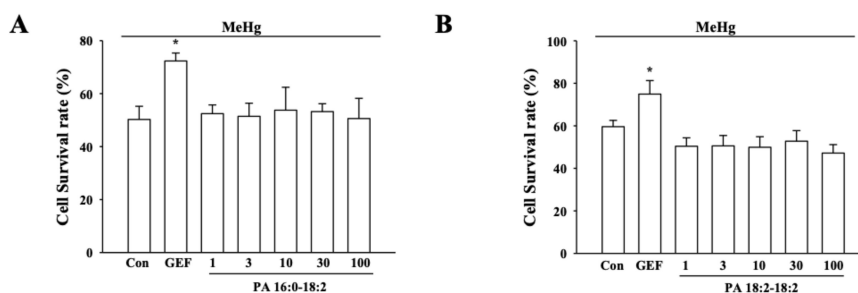 A
MeHg
Cell Survival rate (%)
80
60
40
20
0
*
Con GEF 1 3 10 30 100
PA 16:0-18:2
B
MeHg
Cell Survival rate (%)
100
80
60
40
20
0
*
Con GEF 1 3 10 30 100
PA 18:2-18:2